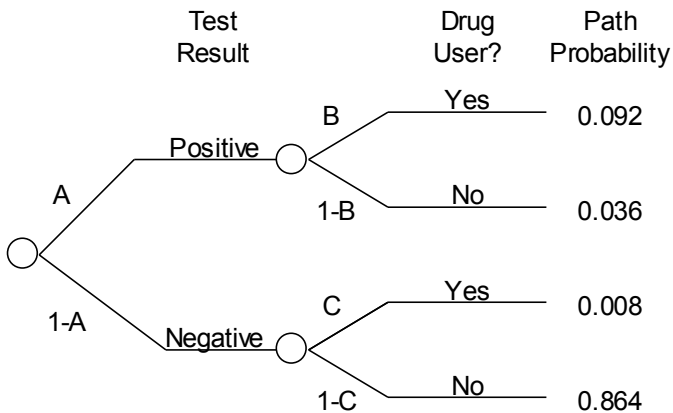 Test
Result
Drug
User?
Path
Probability
B
Yes
0.092
Positive
A
1-B
No
0.036
1-A
C
Yes
0.008
Negative
1-C
No
0.864